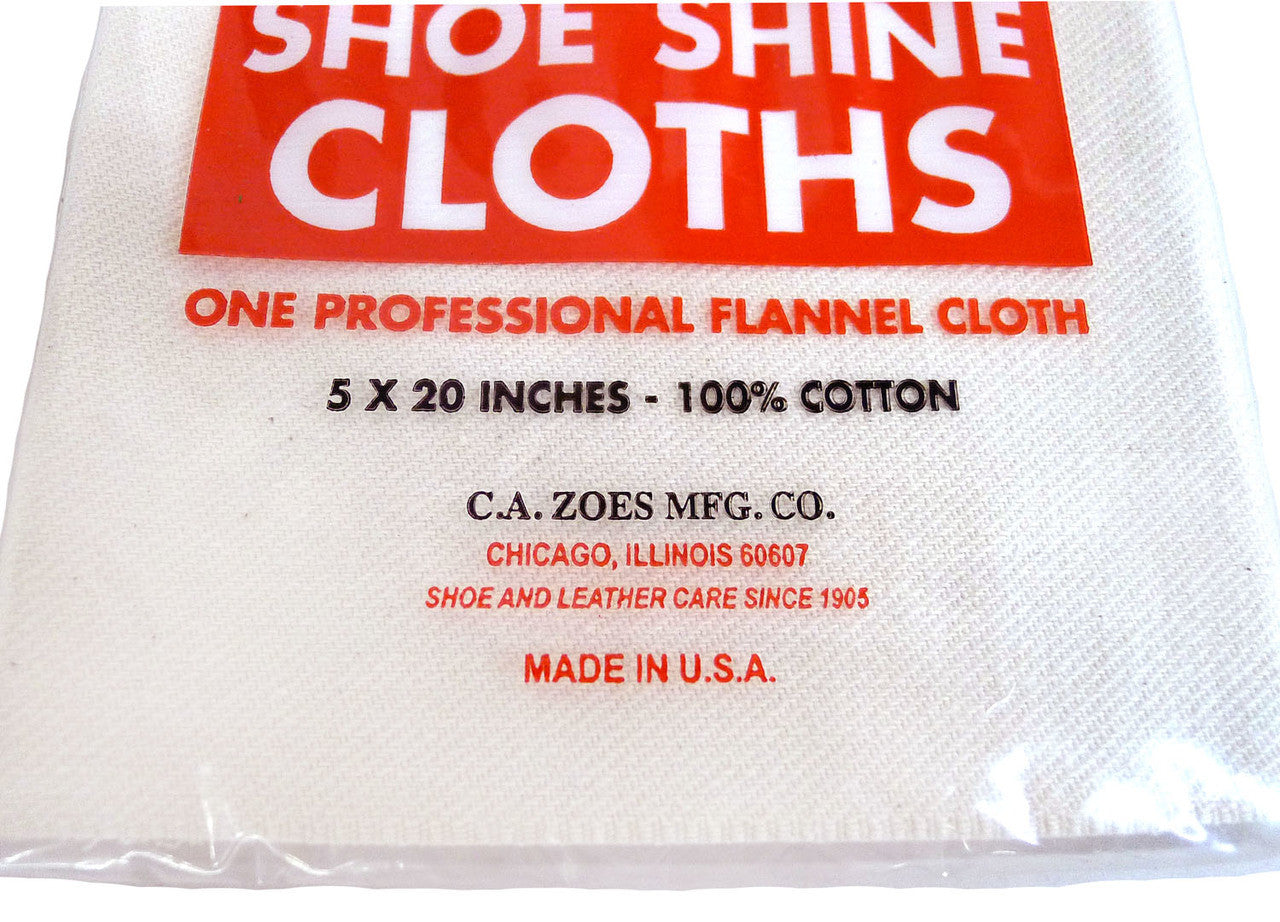 SHOE SHINE
CLOTHS
ONE PROFESSIONAL FLANNEL CLOTH
5 X 20 INCHES - 100% COTTON
C.A. ZOES MFG. CO.
CHICAGO, ILLINOIS 60607
SHOE AND LEATHER CARE SINCE 1905
MADE IN U.S.A.